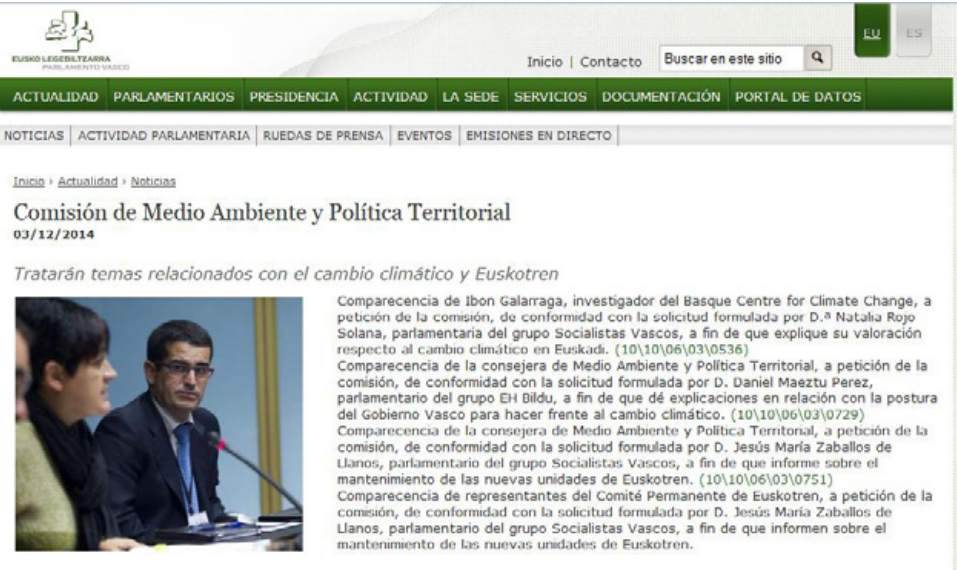 EUSKO LEGEBILTZARRA
PARLAMENTO VASCO
EU
ES
Inicio | Contacto
Buscar en este sitio
ACTUALIDAD PARLAMENTARIOS PRESIDENCIA ACTIVIDAD LA SEDE SERVICIOS DOCUMENTACIÓN PORTAL DE DATOS
NOTICIAS ACTIVIDAD PARLAMENTARIA RUEDAS DE PRENSA EVENTOS EMISIONES EN DIRECTO
Inicio › Actualidad › Noticias
Comisión de Medio Ambiente y Política Territorial
03/12/2014
Tratarán temas relacionados con el cambio climático y Euskotren
Comparecencia de Ibon Galarraga, investigador del Basque Centre for Climate Change, a
petición de la comisión, de conformidad con la solicitud formulada por D.ª Natalia Rojo
Solana, parlamentaria del grupo Socialistas Vascos, a fin de que explique su valoración
respecto al cambio climático en Euskadi. (10\10\06\03\0536)
Comparecencia de la consejera de Medio Ambiente y Política Territorial, a petición de la
comisión, de conformidad con la solicitud formulada por D. Daniel Maeztu Perez,
parlamentario del grupo EH Bildu, a fin de que dé explicaciones en relación con la postura
del Gobierno Vasco para hacer frente al cambio climático. (10\10\06\03\0729)
Comparecencia de la consejera de Medio Ambiente y Política Territorial, a petición de la
comisión, de conformidad con la solicitud formulada por D. Jesús María Zaballos de
Llanos, parlamentario del grupo Socialistas Vascos, a fin de que informe sobre el
mantenimiento de las nuevas unidades de Euskotren. (10\10\06\03\0751)
Comparecencia de representantes del Comité Permanente de Euskotren, a petición de la
comisión, de conformidad con la solicitud formulada por D. Jesús María Zaballos de
Llanos, parlamentario del grupo Socialistas Vascos, a fin de que informen sobre el
mantenimiento de las nuevas unidades de Euskotren.